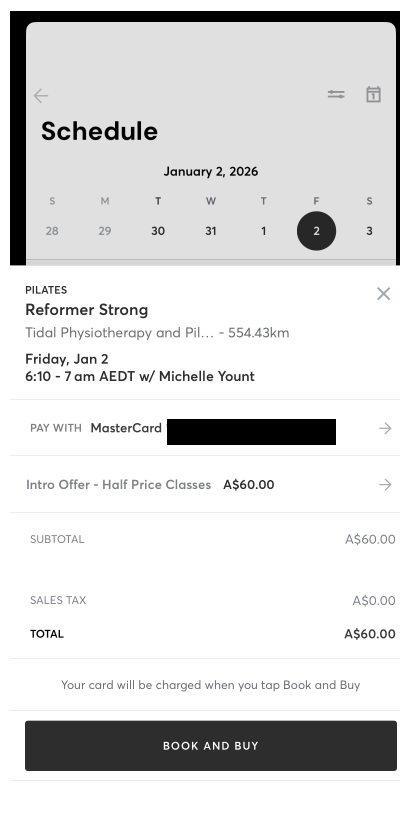 Schedule
January 2, 2026
S M T W T F S
28 29 30 31 1 2 3
PILATES
Reformer Strong
Tidal Physiotherapy and Pil... - 554.43km
Friday, Jan 2
6:10 - 7 am AEDT w/ Michelle Yount
PAY WITH MasterCard
Intro Offer - Half Price Classes A$60.00
SUBTOTAL A$60.00
SALES TAX A$0.00
TOTAL A$60.00
Your card will be charged when you tap Book and Buy
BOOK AND BUY